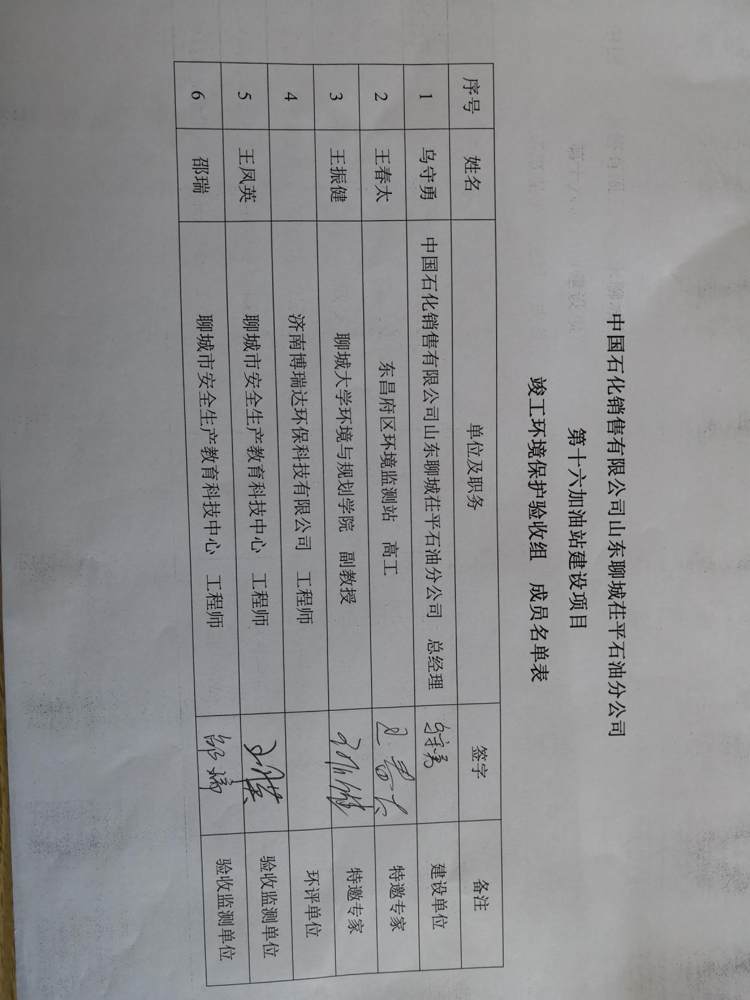 中国石化销售有限公司山东聊城茌平石油分公司
第十六加油站建设项目
竣工环境保护验收组 成员名单表
序号 姓名 单位及职务 签字 备注
1 乌守勇 中国石化销售有限公司山东聊城茌平石油分公司 总经理 乌守勇 建设单位
2 王春太 东昌府区环境监测站 高工 王春太 特邀专家
3 王振健 聊城大学环境与规划学院 副教授 王振健 特邀专家
4 济南博瑞达环保科技有限公司 工程师 环评单位
5 王凤英 聊城市安全生产教育科技中心 工程师 王凤英 验收监测单位
6 邵瑞 聊城市安全生产教育科技中心 工程师 邵瑞 验收监测单位